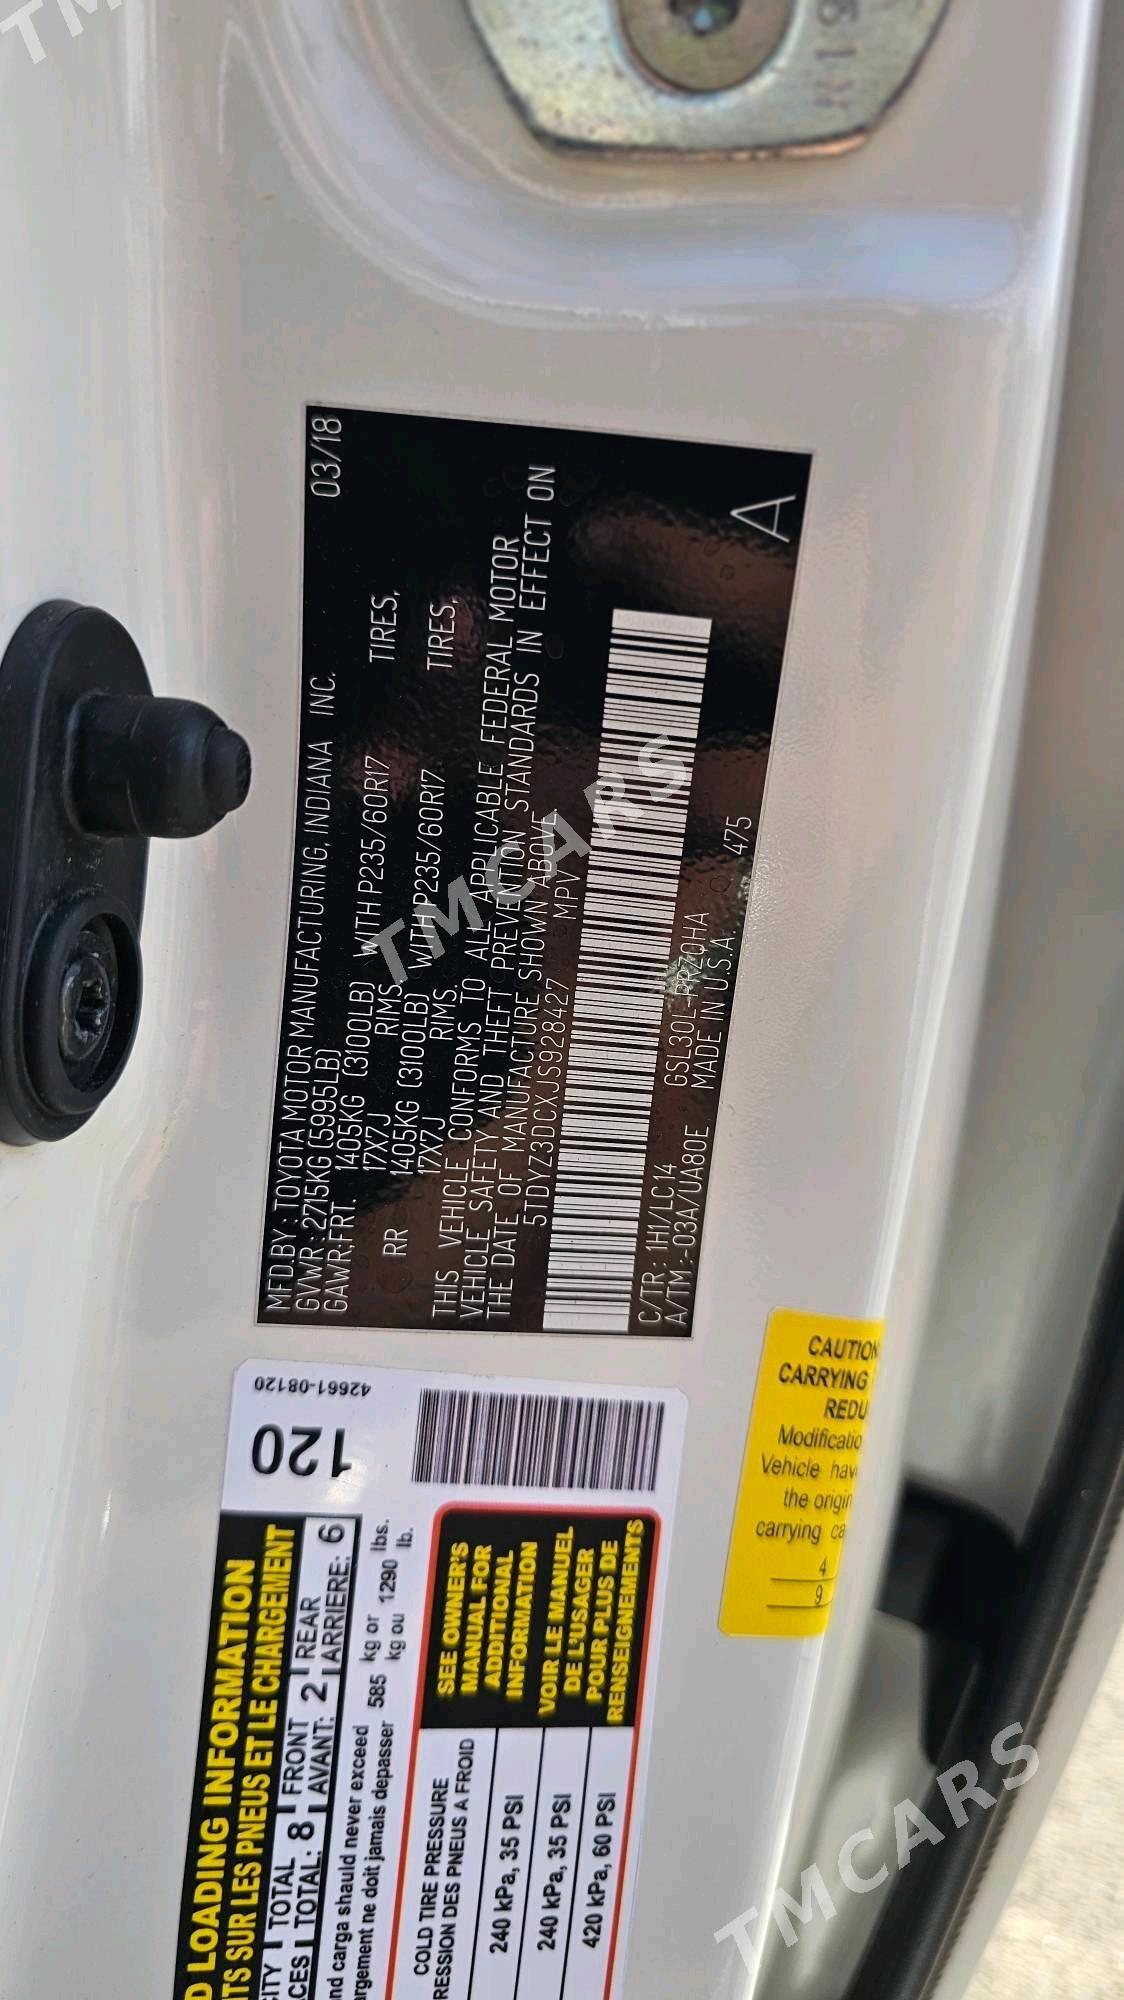 MFD.BY: TOYOTA MOTOR MANUFACTURING, INDIANA INC. 03/18
GVWR: 2715KG (5995LB)
GAWR;FRT. 1405KG (3100LB) WITH P235/60R17 TIRES,
17X7J RIMS.
RR 1405KG (3100LB) WITH P235/60R17 TIRES,
17X7J RIMS.
THIS VEHICLE CONFORMS TO ALL APPLICABLE FEDERAL MOTOR
VEHICLE SAFETY AND THEFT PREVENTION STANDARDS IN EFFECT ON
THE DATE OF MANUFACTURE SHOWN ABOVE.
5TDYZ3DCXJS928427 MPV
C/TR: 1H1/LC14 GSL30L-PRZQHA
A/TM:-03A/UA80E MADE IN U.S.A. 475
A
120
42661-08120
LOADING INFORMATION
SUR LES PNEUS ET LE CHARGEMENT
TOTAL 8 FRONT 2 REAR 6
TOTAL: 8 AVANT: 2 ARRIERE: 6
carga shauld never exceed 585 kg or 1290 lbs.
ne doit jamais depasser kg ou lb.
COLD TIRE PRESSURE
DES PNEUS A FROID
240 kPa, 35 PSI
240 kPa, 35 PSI
420 kPa, 60 PSI
SEE OWNER'S
MANUAL FOR
ADDITIONAL
INFORMATION
VOIR LE MANUEL
DE L'USAGER
POUR PLUS DE
RENSEIGNEMENTS
CAUTION
CARRYING
REDU
Modificatio
Vehicle hav
the origin
carrying ca
4
9
TMCARS
TMCARS